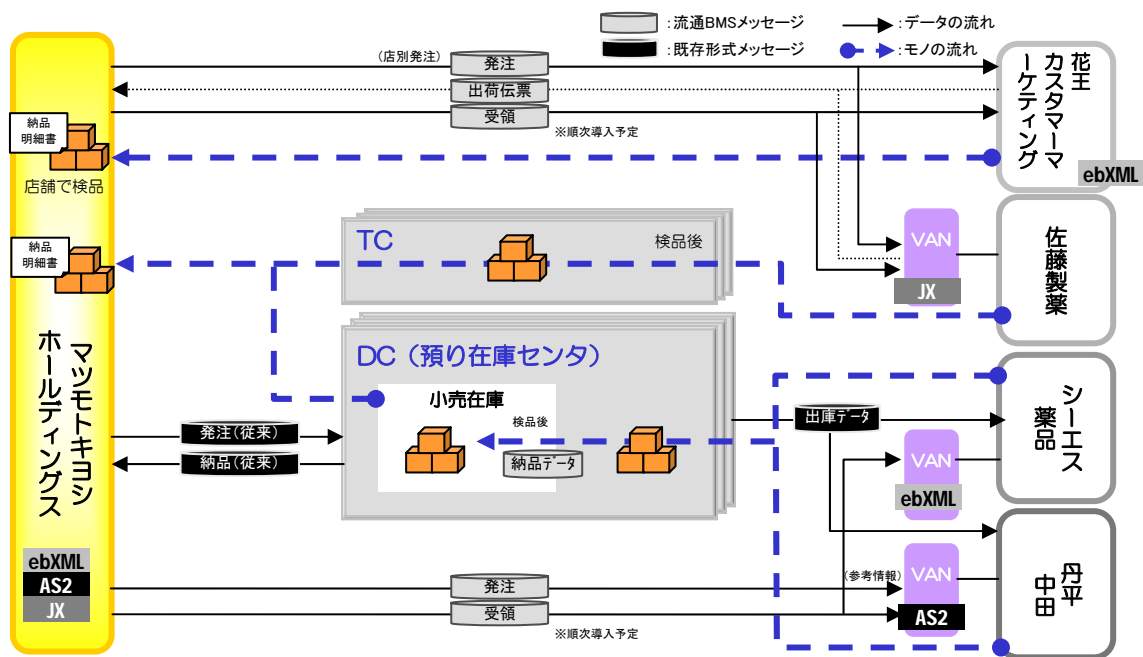 :流通BMSメッセージ
:データの流れ
:既存形式メッセージ
:モノの流れ
(店別発注)
発注
出荷伝票
受領
※順次導入予定
花王
カスタマーマ
ーケティング
ebXML
納品
明細書
店舗で検品
納品
明細書
TC
検品後
VAN
JX
佐藤製薬
DC(預り在庫センタ)
小売在庫
検品後
納品データ
出庫データ
シーエス
薬品
VAN
ebXML
マツモトキヨシ
ホールディングス
発注(従来)
納品(従来)
ebXML
AS2
JX
発注
受領
※順次導入予定
(参考情報)
VAN
AS2
丹平
中田